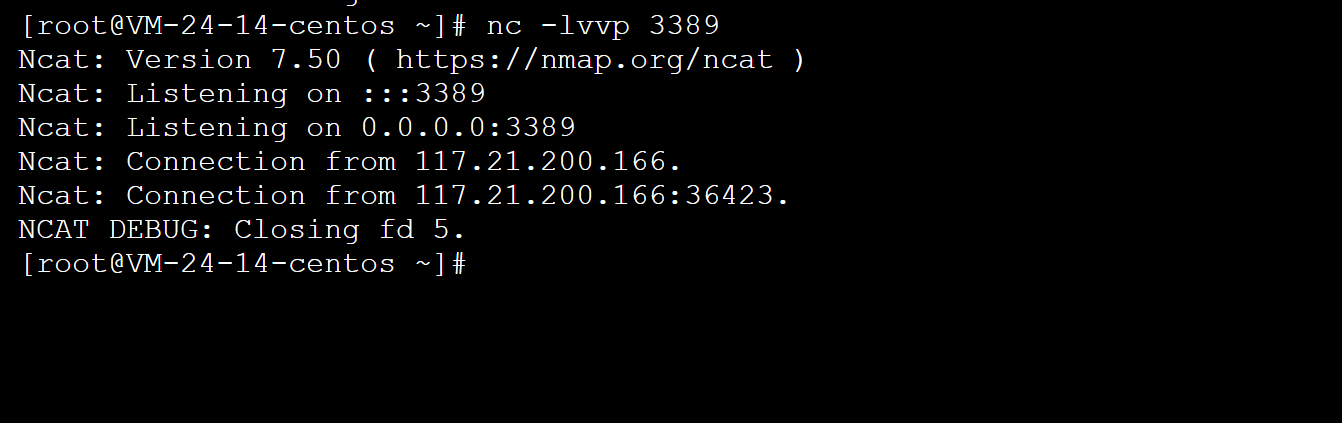 [root@VM-24-14-centos ~]# nc -lvvp 3389
Ncat: Version 7.50 ( https://nmap.org/ncat )
Ncat: Listening on :::3389
Ncat: Listening on 0.0.0.0:3389
Ncat: Connection from 117.21.200.166.
Ncat: Connection from 117.21.200.166:36423.
NCAT DEBUG: Closing fd 5.
[root@VM-24-14-centos ~]#